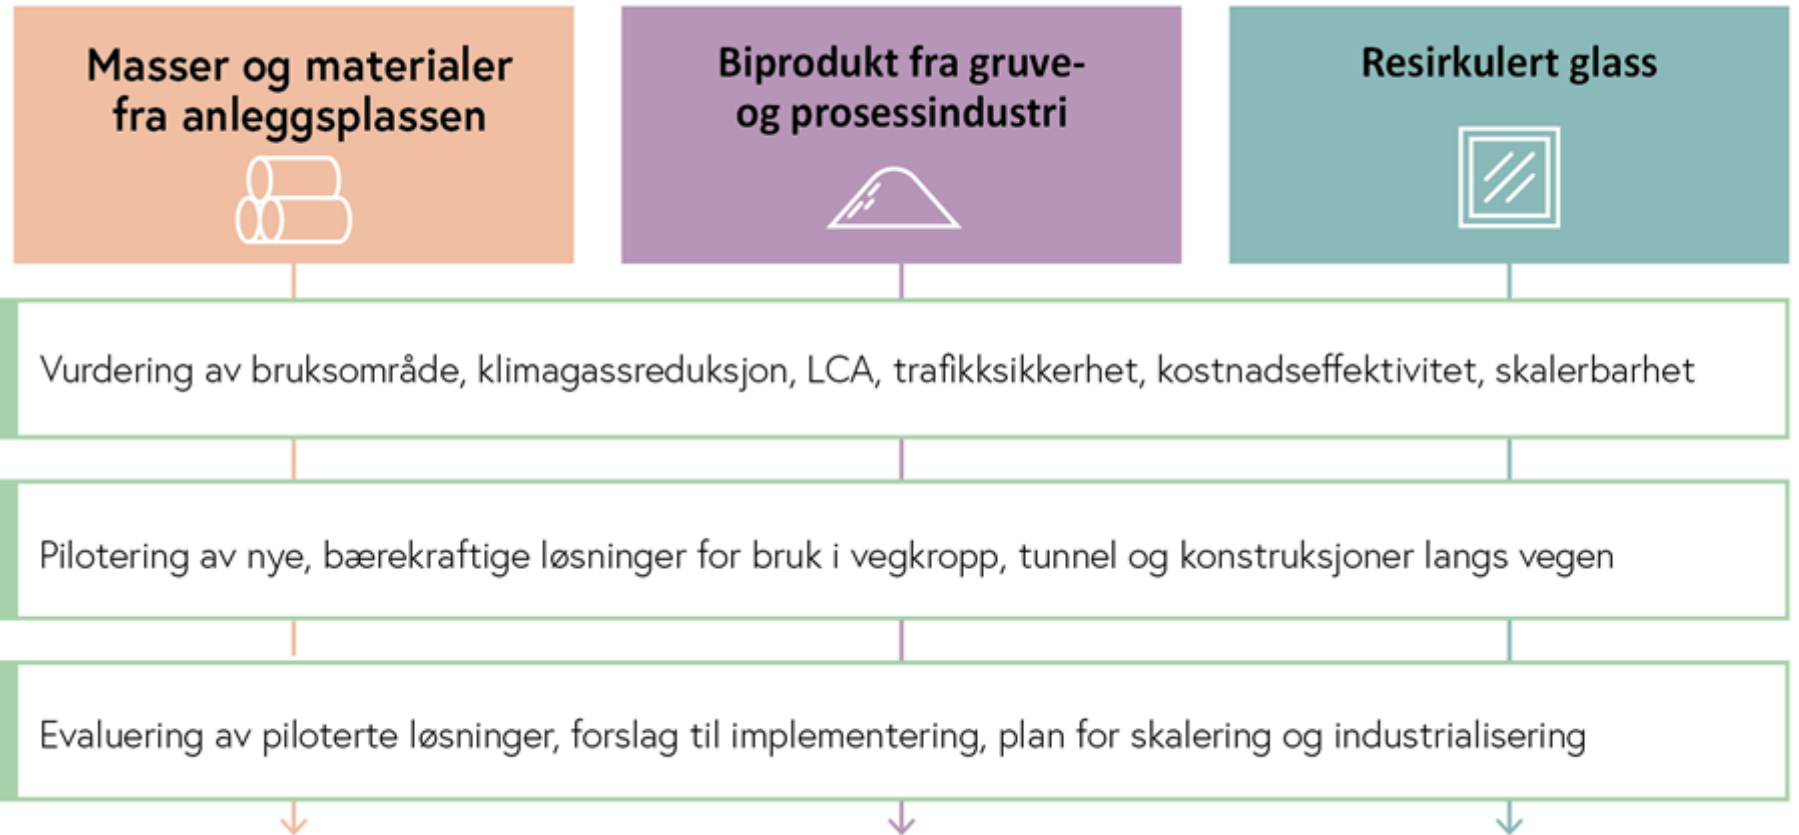 Masser og materialer
fra anleggsplassen
Biprodukt fra gruve-
og prosessindustri
Resirkulert glass
Vurdering av bruksområde, klimagassreduksjon, LCA, trafikksikkerhet, kostnadseffektivitet, skalerbarhet
Pilotering av nye, bærekraftige løsninger for bruk i vegkropp, tunnel og konstruksjoner langs vegen
Evaluering av piloterte løsninger, forslag til implementering, plan for skalering og industrialisering